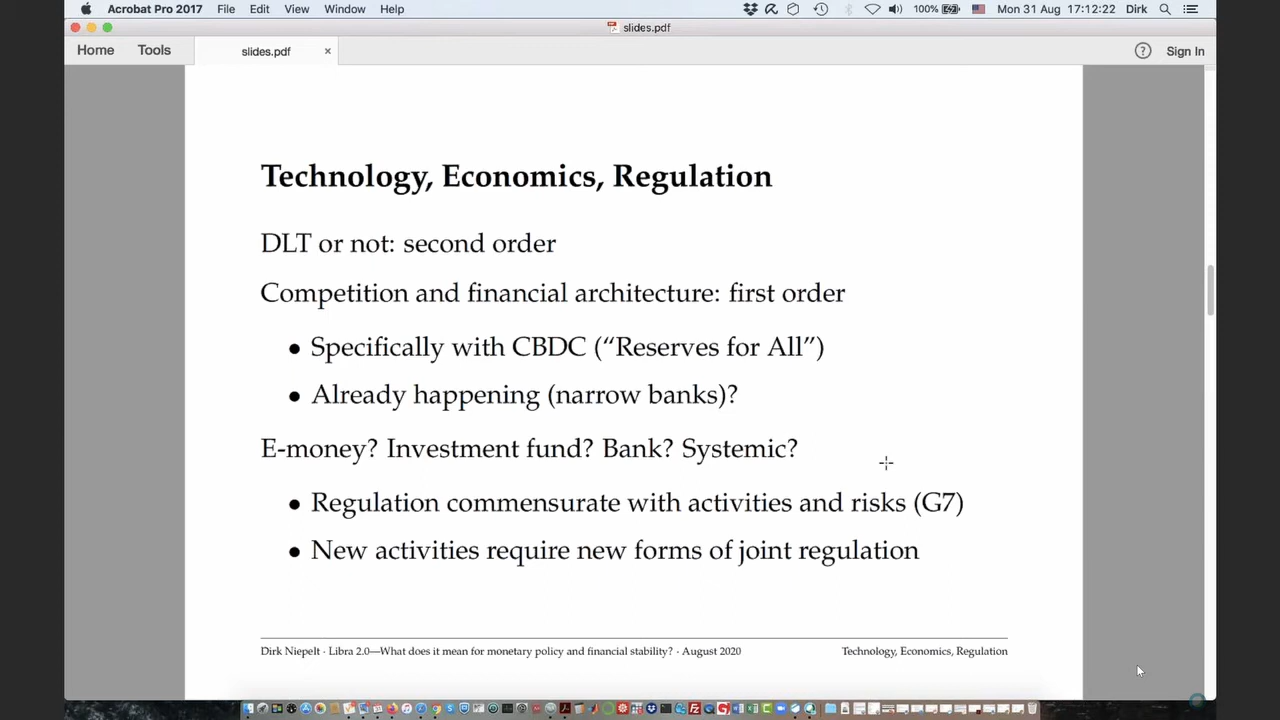 Acrobat Pro 2017 File Edit View Window Help 100% Mon 31 Aug 17:12:22 Dirk
slides.pdf
Home Tools slides.pdf × ? Sign In
Technology, Economics, Regulation
DLT or not: second order
Competition and financial architecture: first order
• Specifically with CBDC (“Reserves for All”)
• Already happening (narrow banks)?
E-money? Investment fund? Bank? Systemic?
• Regulation commensurate with activities and risks (G7)
• New activities require new forms of joint regulation
Dirk Niepelt · Libra 2.0—What does it mean for monetary policy and financial stability? · August 2020 Technology, Economics, Regulation